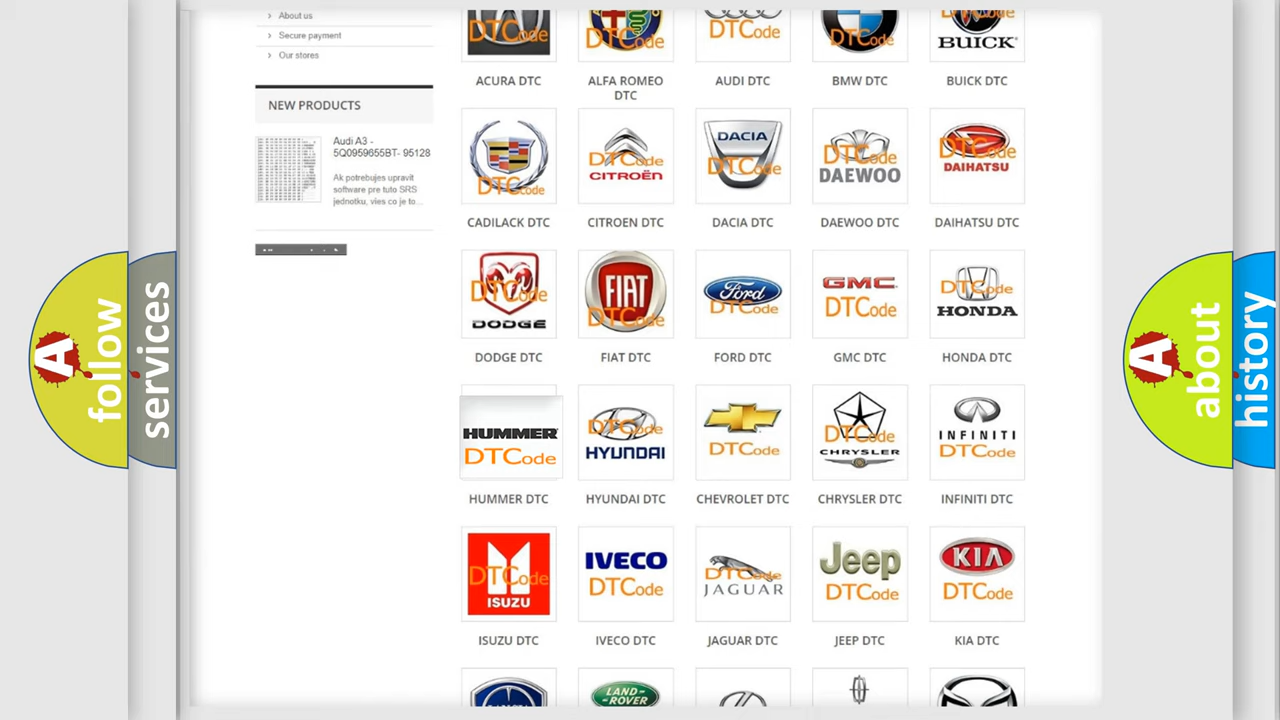 About us
Secure payment
Our stores
NEW PRODUCTS
Audi A3 -
5Q0959655BT- 95128
Ak potrebujes upravit
software pre tuto SRS
jednotku, vies co je to...
DTCode
DTCode
DTCode
DTCode
DTCode
BUICK
ACURA DTC
ALFA ROMEO
DTC
AUDI DTC
BMW DTC
BUICK DTC
DTCode
DTCode
CITROËN
DACIA
DTCode
DTCode
DAEWOO
DTCode
DAIHATSU
CADILACK DTC
CITROEN DTC
DACIA DTC
DAEWOO DTC
DAIHATSU DTC
DTCode
DODGE
FIAT
DTCode
Ford
DTCode
GMC
DTCode
DTCode
HONDA
DODGE DTC
FIAT DTC
FORD DTC
GMC DTC
HONDA DTC
HUMMER
DTCode
DTCode
HYUNDAI
DTCode
DTCode
CHRYSLER
INFINITI
DTCode
HUMMER DTC
HYUNDAI DTC
CHEVROLET DTC
CHRYSLER DTC
INFINITI DTC
DTCode
ISUZU
IVECO
DTCode
DTCode
JAGUAR
Jeep
DTCode
KIA
DTCode
ISUZU DTC
IVECO DTC
JAGUAR DTC
JEEP DTC
KIA DTC
LAND-
ROVER
A
follow
services
A
about
history